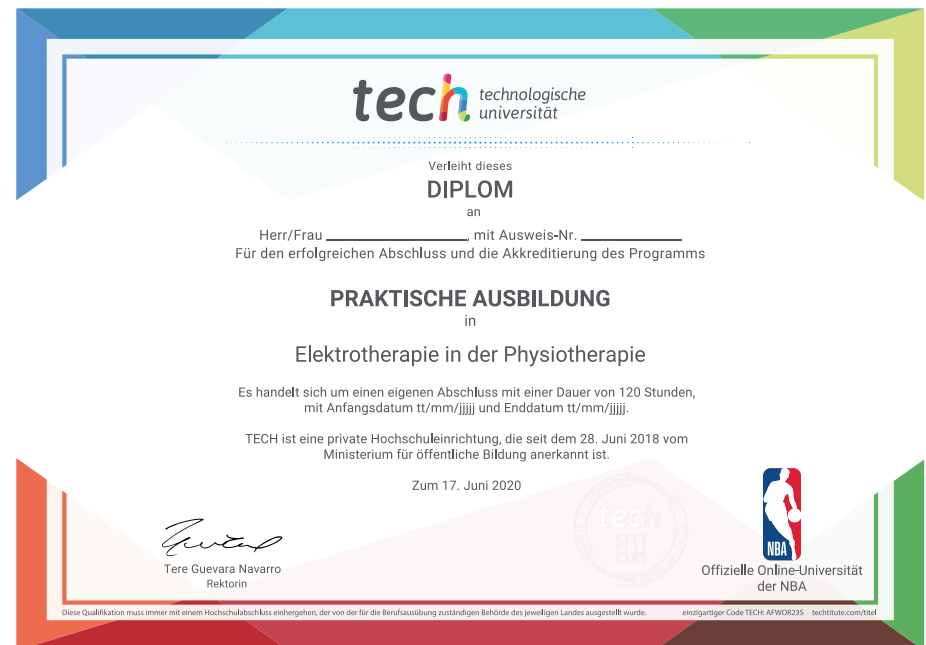 tech technologische
universität
Verleiht dieses
DIPLOM
an
Herr/Frau ____________, mit Ausweis-Nr. ____________
Für den erfolgreichen Abschluss und die Akkreditierung des Programms
PRAKTISCHE AUSBILDUNG
in
Elektrotherapie in der Physiotherapie
Es handelt sich um einen eigenen Abschluss mit einer Dauer von 120 Stunden,
mit Anfangsdatum tt/mm/jjjjj und Enddatum tt/mm/jjjjj.
TECH ist eine private Hochschuleinrichtung, die seit dem 28. Juni 2018 vom
Ministerium für öffentliche Bildung anerkannt ist.
Zum 17. Juni 2020
tech
NBA
Tere Guevara Navarro
Rektorin
Offizielle Online-Universität
der NBA
Diese Qualifikation muss immer mit einem Hochschulabschluss einhergehen, der von der für die Berufsausübung zuständigen Behörde des jeweiligen Landes ausgestellt wurde. einzigartiger Code TECH: AFWOR23S techtitute.com/titel